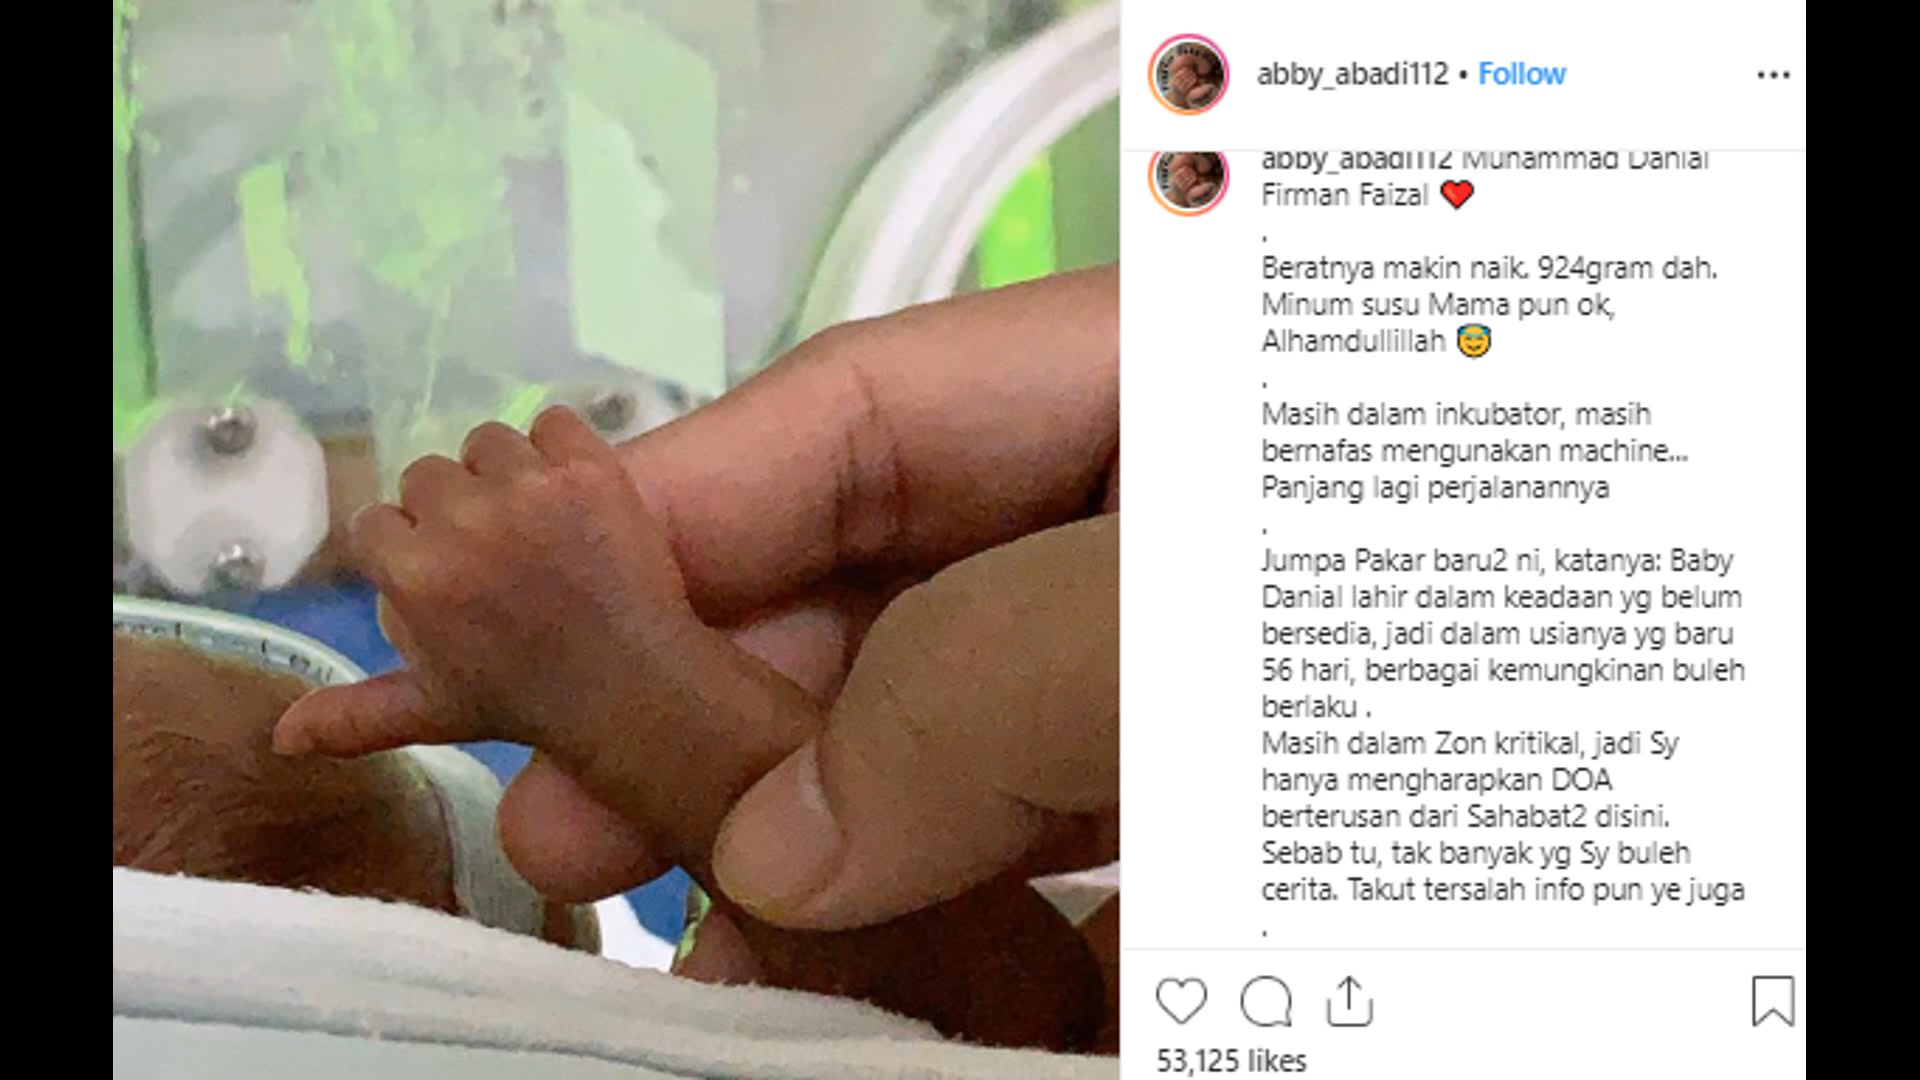 abby_abadi112 • Follow
abby_abadi112 Muhammad Danial
Firman Faizal ❤️
.
Beratnya makin naik. 924gram dah.
Minum susu Mama pun ok,
Alhamdullillah 😇
.
Masih dalam inkubator, masih
bernafas mengunakan machine...
Panjang lagi perjalanannya
.
Jumpa Pakar baru2 ni, katanya: Baby
Danial lahir dalam keadaan yg belum
bersedia, jadi dalam usianya yg baru
56 hari, berbagai kemungkinan buleh
berlaku .
Masih dalam Zon kritikal, jadi Sy
hanya mengharapkan DOA
berterusan dari Sahabat2 disini.
Sebab tu, tak banyak yg Sy buleh
cerita. Takut tersalah info pun ye juga
.
53,125 likes